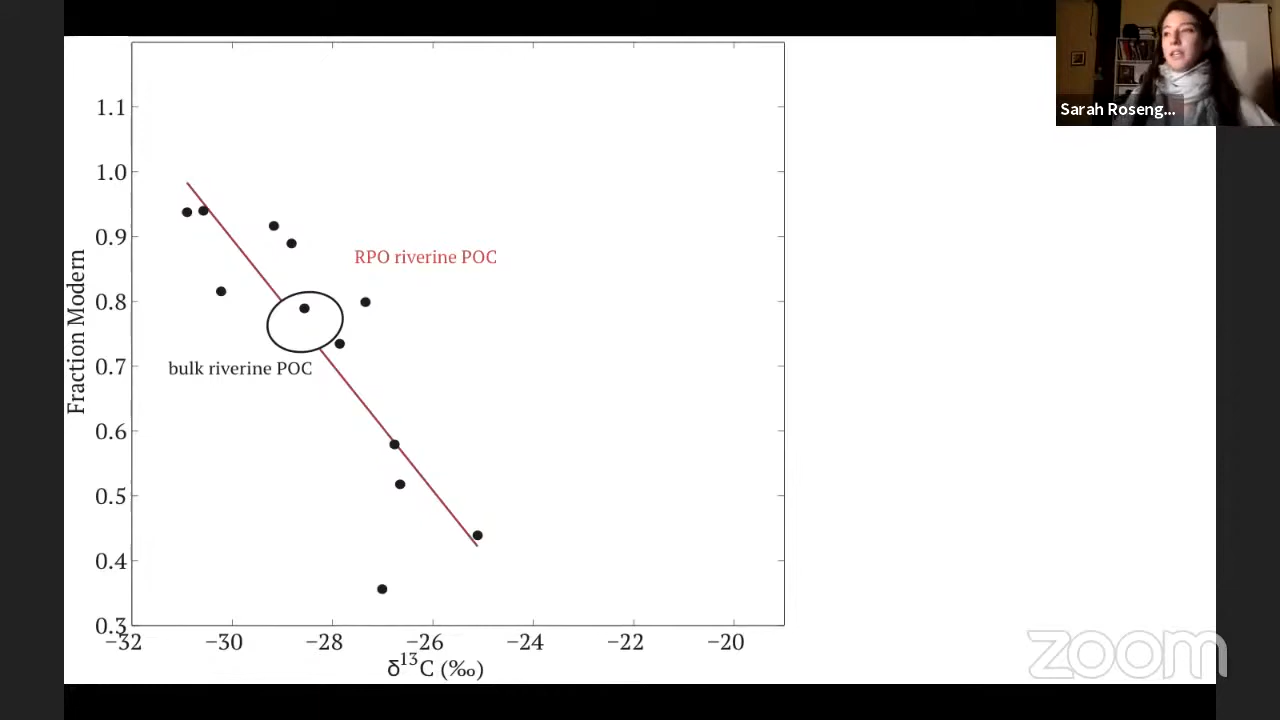 Sarah Roseng...
1.1
1.0
0.9
0.8
0.7
0.6
0.5
0.4
0.3
Fraction Modern
RPO riverine POC
bulk riverine POC
−32 −30 −28 −26 −24 −22 −20
δ13C (‰)
zoom